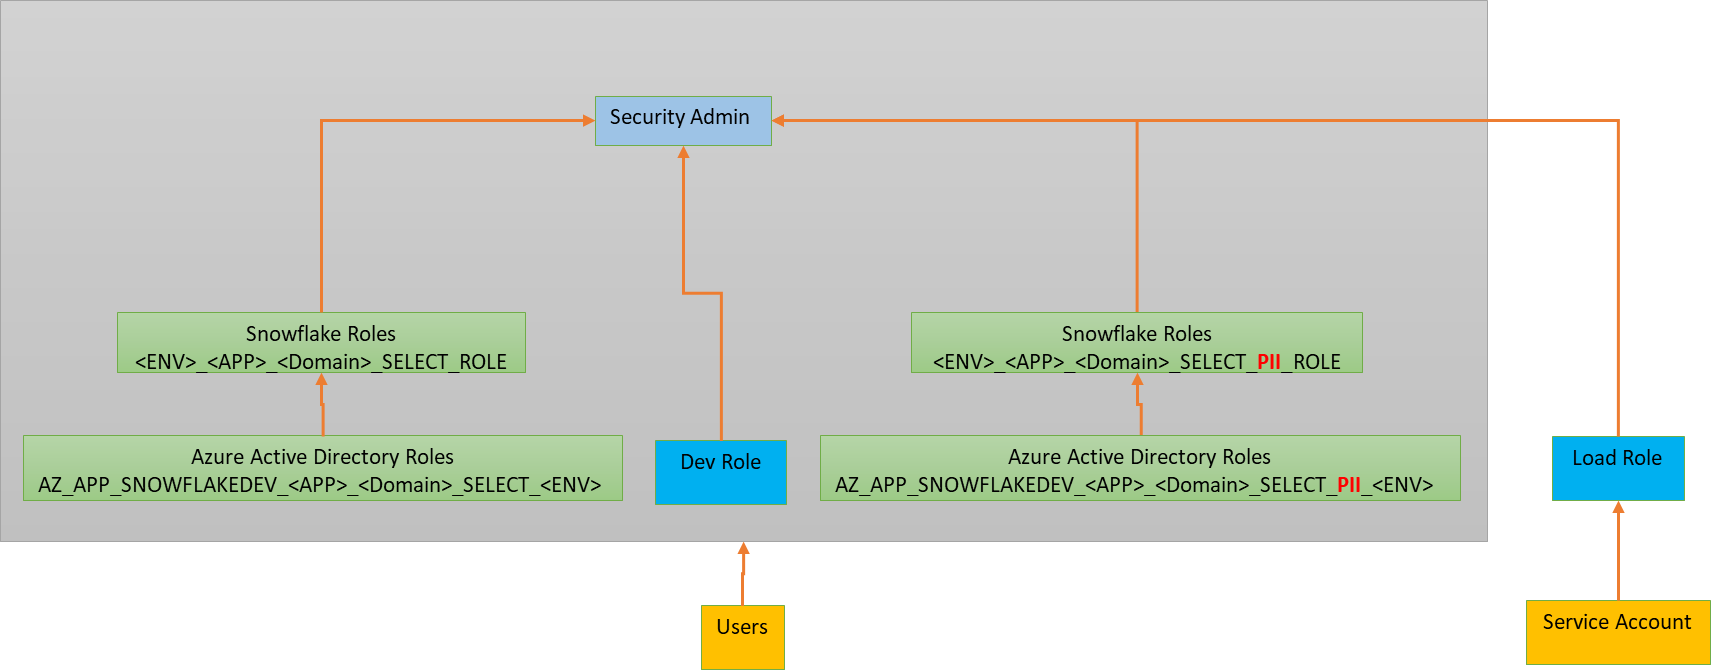 Security Admin
Snowflake Roles
<ENV>_<APP>_<Domain>_SELECT_ROLE
Snowflake Roles
<ENV>_<APP>_<Domain>_SELECT_PII_ROLE
Azure Active Directory Roles
AZ_APP_SNOWFLAKEDEV_<APP>_<Domain>_SELECT_<ENV>
Dev Role
Azure Active Directory Roles
AZ_APP_SNOWFLAKEDEV_<APP>_<Domain>_SELECT_PII_<ENV>
Load Role
Users
Service Account